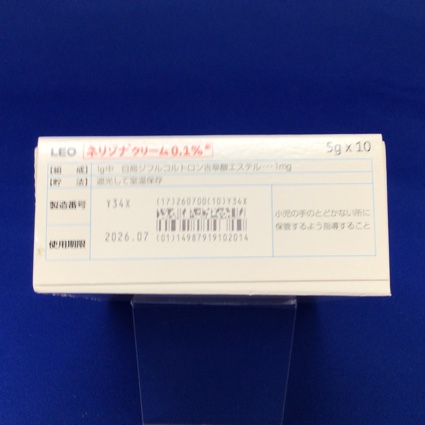 LEO ネリゾナ®クリーム0.1% 5g×10
【組 成】 1g中 日局ジフルコルトロン吉草酸エステル…1mg
【貯 法】 遮光して室温保存
製造番号 Y34X (17)260700(10)Y34X
使用期限 2026.07 (01)14987919102014
小児の手のとどかない所に
保管するよう指導すること